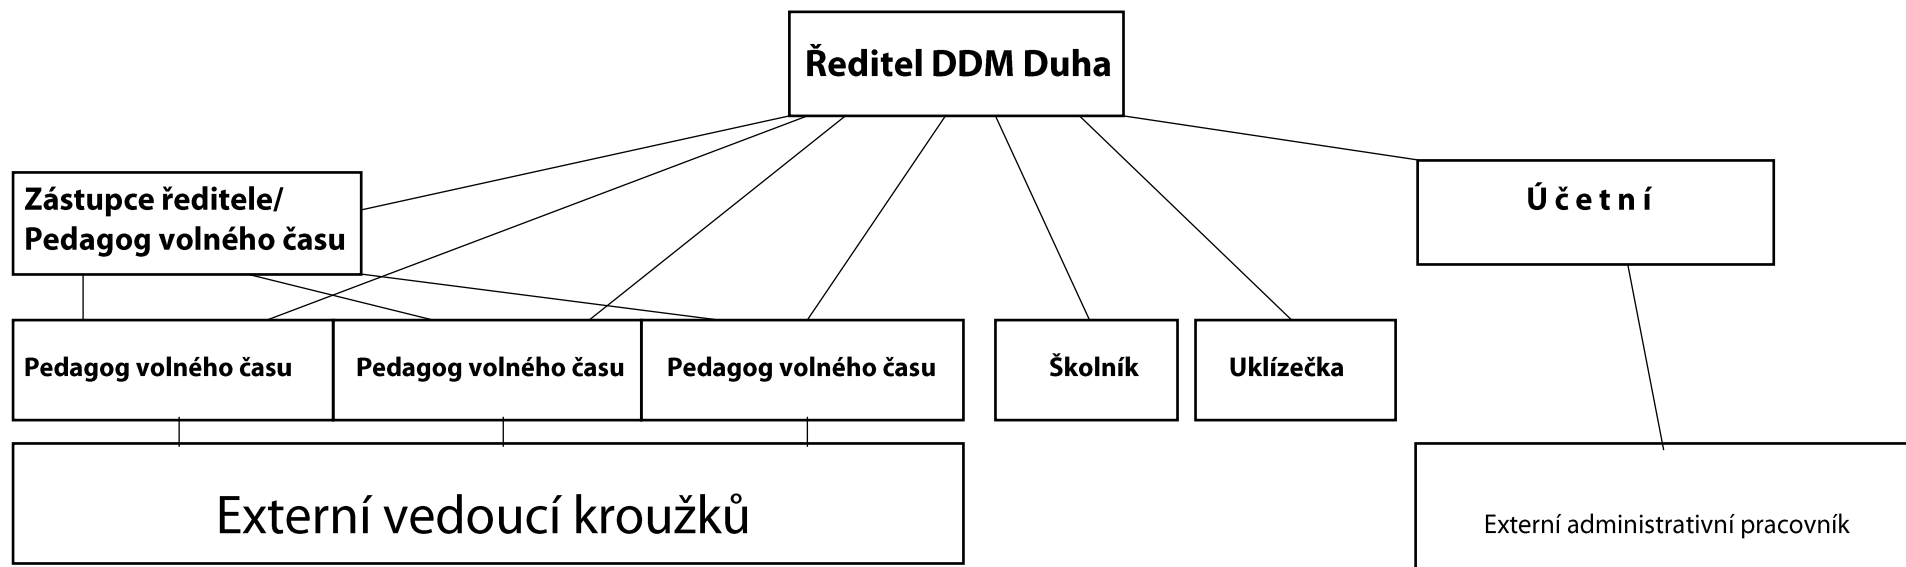 Ředitel DDM Duha
Zástupce ředitele/
Pedagog volného času
Účetní
Pedagog volného času
Pedagog volného času
Pedagog volného času
Školník
Uklízečka
Externí vedoucí kroužků
Externí administrativní pracovník